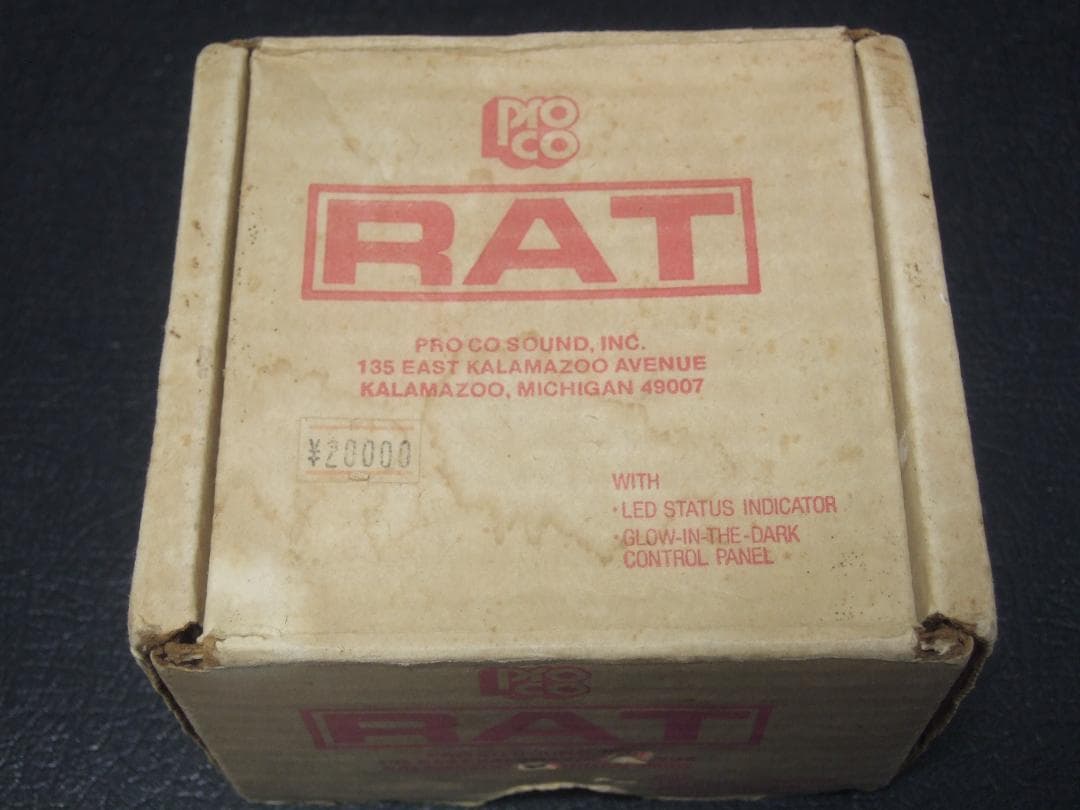 pro
co
RAT
PRO CO SOUND, INC.
135 EAST KALAMAZOO AVENUE
KALAMAZOO, MICHIGAN 49007
¥20000
WITH
·LED STATUS INDICATOR
·GLOW-IN-THE-DARK
CONTROL PANEL
pro
co
RAT